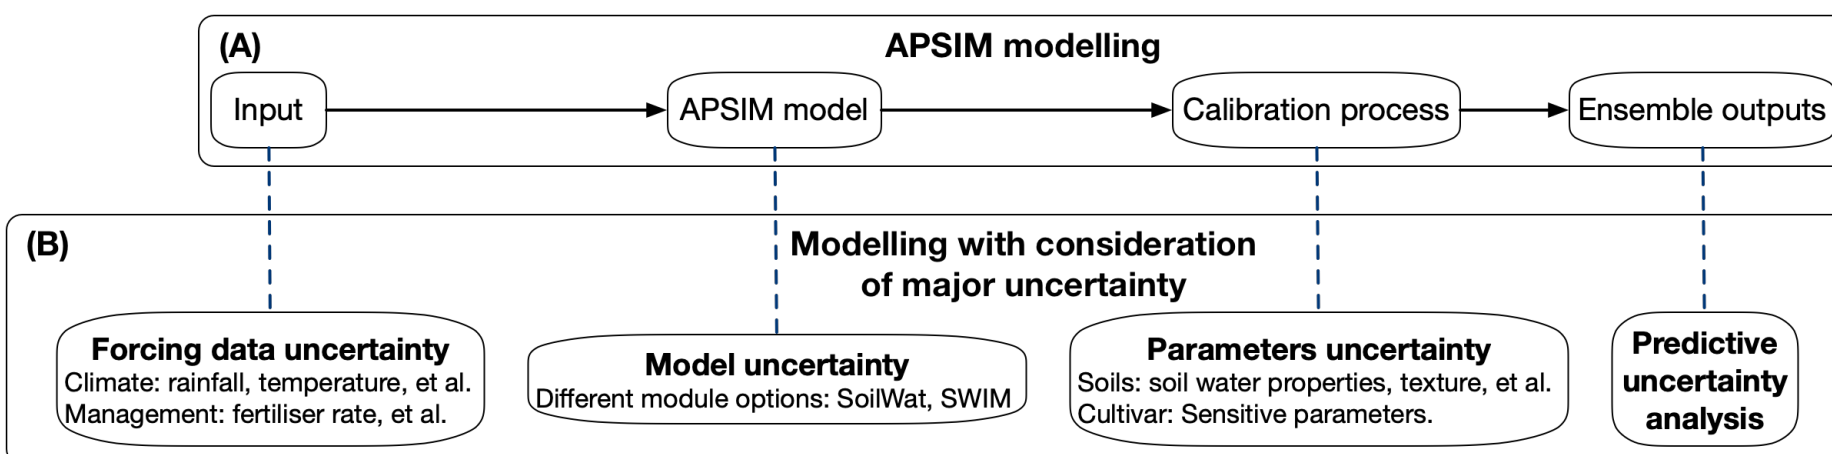 (A)
APSIM modelling
Input
APSIM model
Calibration process
Ensemble outputs
(B)
Modelling with consideration
of major uncertainty
Forcing data uncertainty
Climate: rainfall, temperature, et al.
Management: fertiliser rate, et al.
Model uncertainty
Different module options: SoilWat, SWIM
Parameters uncertainty
Soils: soil water properties, texture, et al.
Cultivar: Sensitive parameters.
Predictive
uncertainty
analysis